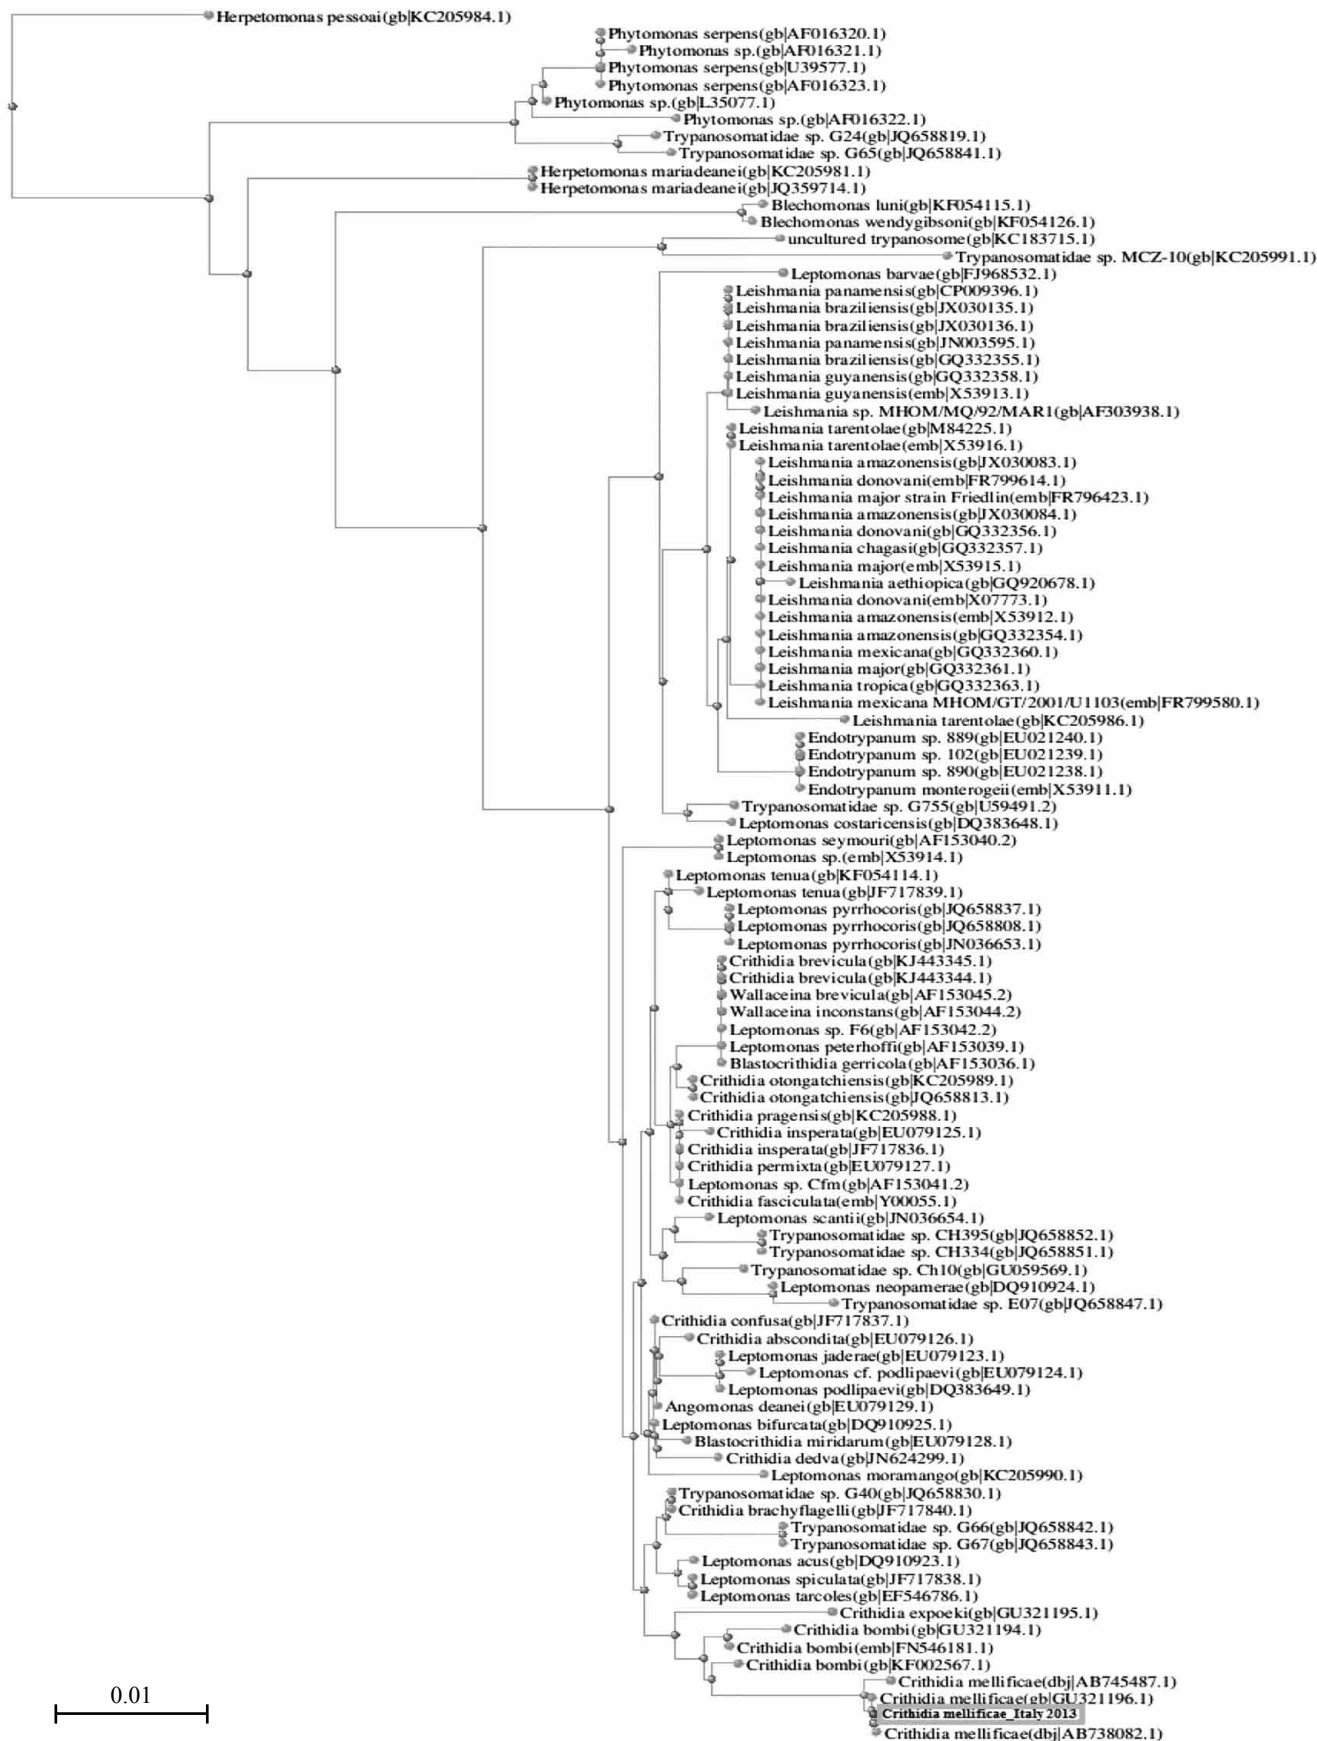 Herpetomonas pessoai(gb|KC205984.1)
Phytomonas serpens(gb|AF016320.1)
Phytomonas sp.(gb|AF016321.1)
Phytomonas serpens(gb|U39577.1)
Phytomonas serpens(gb|AF016323.1)
Phytomonas sp.(gb|L35077.1)
Phytomonas sp.(gb|AF016322.1)
Trypanosomatidae sp. G24(gb|JQ658819.1)
Trypanosomatidae sp. G65(gb|JQ658841.1)
Herpetomonas mariadeanei(gb|KC205981.1)
Herpetomonas mariadeanei(gb|JQ359714.1)
Blechomonas luni(gb|KF054115.1)
Blechomonas wendygibsoni(gb|KF054126.1)
uncultured trypanosome(gb|KC183715.1)
Trypanosomatidae sp. MCZ-10(gb|KC205991.1)
Leptomonas barvae(gb|FJ968532.1)
Leishmania panamensis(gb|CP009396.1)
Leishmania braziliensis(gb|JX030135.1)
Leishmania braziliensis(gb|JX030136.1)
Leishmania panamensis(gb|JN003595.1)
Leishmania braziliensis(gb|GQ332355.1)
Leishmania guyanensis(gb|GQ332358.1)
Leishmania guyanensis(emb|X53913.1)
Leishmania sp. MHOM/MQ/92/MAR1(gb|AF303938.1)
Leishmania tarentolae(gb|M84225.1)
Leishmania tarentolae(emb|X53916.1)
Leishmania amazonensis(gb|JX030083.1)
Leishmania donovani(emb|FR799614.1)
Leishmania major strain Friedlin(emb|FR796423.1)
Leishmania amazonensis(gb|JX030084.1)
Leishmania donovani(gb|GQ332356.1)
Leishmania chagasi(gb|GQ332357.1)
Leishmania major(emb|X53915.1)
Leishmania aethiopica(gb|GQ920678.1)
Leishmania donovani(emb|X07773.1)
Leishmania amazonensis(emb|X53912.1)
Leishmania amazonensis(gb|GQ332354.1)
Leishmania mexicana(gb|GQ332360.1)
Leishmania major(gb|GQ332361.1)
Leishmania tropica(gb|GQ332363.1)
Leishmania mexicana MHOM/GT/2001/U1103(emb|FR799580.1)
Leishmania tarentolae(gb|KC205986.1)
Endotrypanum sp. 889(gb|EU021240.1)
Endotrypanum sp. 102(gb|EU021239.1)
Endotrypanum sp. 890(gb|EU021238.1)
Endotrypanum monterogeii(emb|X53911.1)
Trypanosomatidae sp. G755(gb|U59491.2)
Leptomonas costaricensis(gb|DQ383648.1)
Leptomonas seymouri(gb|AF153040.2)
Leptomonas sp.(emb|X53914.1)
Leptomonas tenua(gb|KF054114.1)
Leptomonas tenua(gb|JF717839.1)
Leptomonas pyrrhocoris(gb|JQ658837.1)
Leptomonas pyrrhocoris(gb|JQ658808.1)
Leptomonas pyrrhocoris(gb|JN036653.1)
Crithidia brevicula(gb|KJ443345.1)
Crithidia brevicula(gb|KJ443344.1)
Wallaceina brevicula(gb|AF153045.2)
Wallaceina inconstans(gb|AF153044.2)
Leptomonas sp. F6(gb|AF153042.2)
Leptomonas peterhoffi(gb|AF153039.1)
Blastocrithidia gerricola(gb|AF153036.1)
Crithidia otongatchiensis(gb|KC205989.1)
Crithidia otongatchiensis(gb|JQ658813.1)
Crithidia pragensis(gb|KC205988.1)
Crithidia insperata(gb|EU079125.1)
Crithidia insperata(gb|JF717836.1)
Crithidia permixta(gb|EU079127.1)
Leptomonas sp. Cfm(gb|AF153041.2)
Crithidia fasciculata(emb|Y00055.1)
Leptomonas scantii(gb|JN036654.1)
Trypanosomatidae sp. CH395(gb|JQ658852.1)
Trypanosomatidae sp. CH334(gb|JQ658851.1)
Trypanosomatidae sp. Ch10(gb|GU059569.1)
Leptomonas neopamerae(gb|DQ910924.1)
Trypanosomatidae sp. E07(gb|JQ658847.1)
Crithidia confusa(gb|JF717837.1)
Crithidia abscondita(gb|EU079126.1)
Leptomonas jaderae(gb|EU079123.1)
Leptomonas cf. podlipaevi(gb|EU079124.1)
Leptomonas podlipaevi(gb|DQ383649.1)
Angomonas deanei(gb|EU079129.1)
Leptomonas bifurcata(gb|DQ910925.1)
Blastocrithidia miridarum(gb|EU079128.1)
Crithidia dedva(gb|JN624299.1)
Leptomonas moramango(gb|KC205990.1)
Trypanosomatidae sp. G40(gb|JQ658830.1)
Crithidia brachyflagelli(gb|JF717840.1)
Trypanosomatidae sp. G66(gb|JQ658842.1)
Trypanosomatidae sp. G67(gb|JQ658843.1)
Leptomonas acus(gb|DQ910923.1)
Leptomonas spiculata(gb|JF717838.1)
Leptomonas tarcoles(gb|EF546786.1)
Crithidia expoeki(gb|GU321195.1)
Crithidia bombi(gb|GU321194.1)
Crithidia bombi(emb|FN546181.1)
Crithidia bombi(gb|KF002567.1)
Crithidia mellificae(dbj|AB745487.1)
Crithidia mellificae(gb|GU321196.1)
Crithidia mellificae_Italy 2013
Crithidia mellificae(dbj|AB738082.1)
0.01